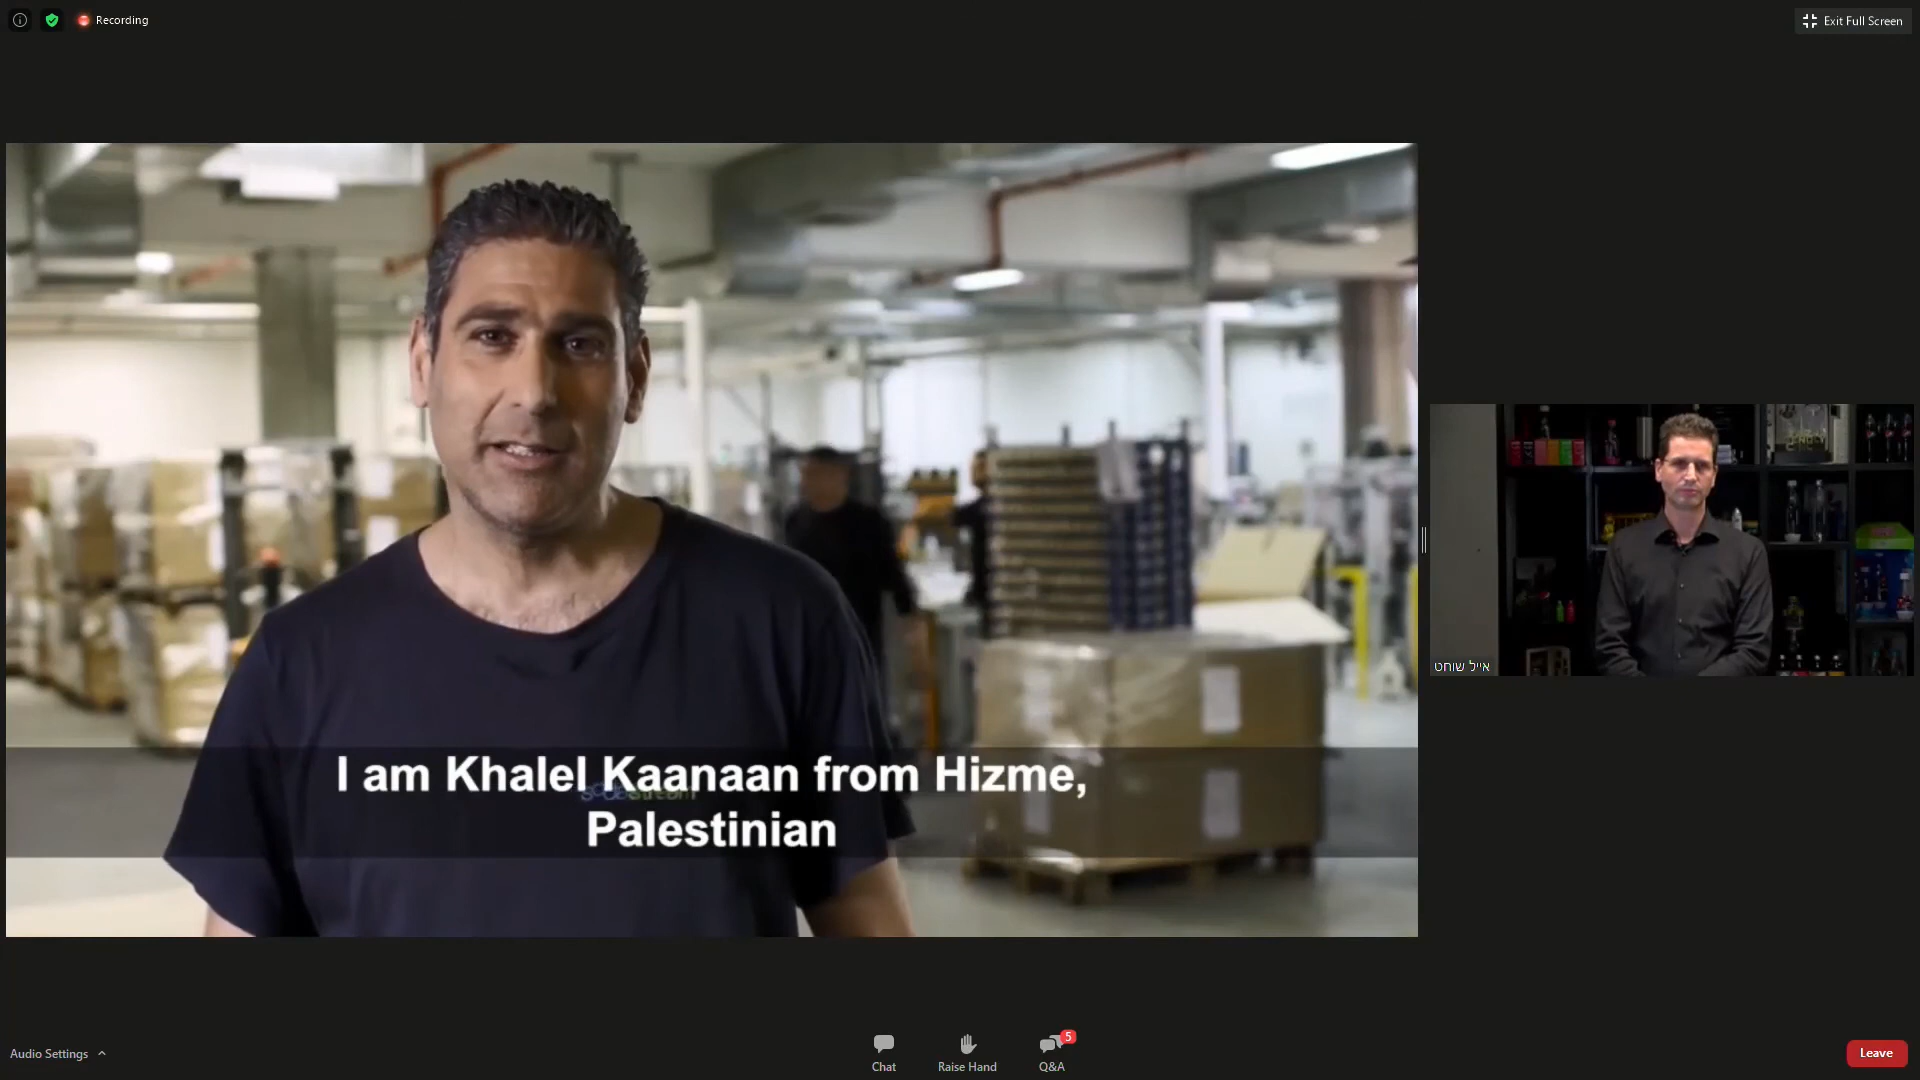 Recording
Exit Full Screen
I am Khalel Kaanaan from Hizme,
Palestinian
sodastream
אייל שוחט
Audio Settings
Chat
Raise Hand
5
Q&A
Leave